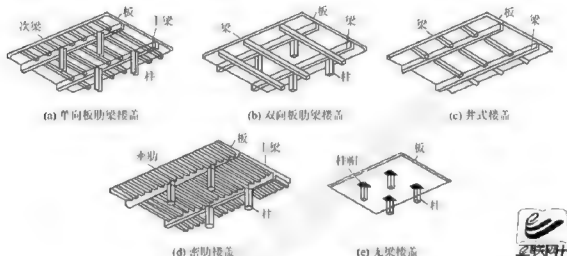 次梁 板 主梁
柱
(a) 单向板肋梁楼盖
梁 板 梁
柱
(b) 双向板肋梁楼盖
梁 板 梁
(c) 井式楼盖
板
主梁
柱
(d) 密肋楼盖
柱帽 板
柱
(e) 无梁楼盖